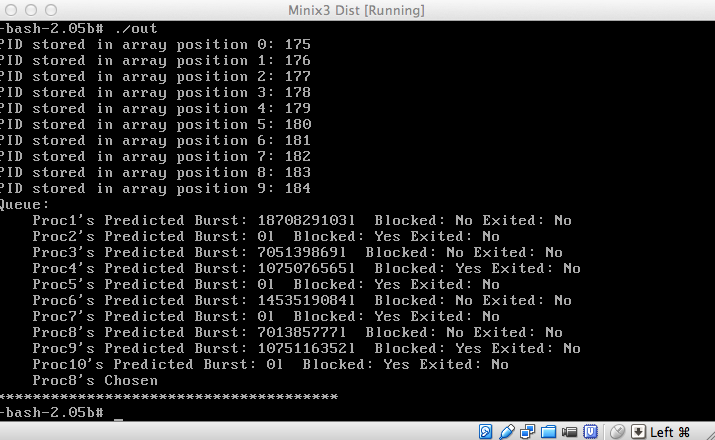 Minix3 Dist [Running]
-bash-2.05b# ./out
PID stored in array position 0: 175
PID stored in array position 1: 176
PID stored in array position 2: 177
PID stored in array position 3: 178
PID stored in array position 4: 179
PID stored in array position 5: 180
PID stored in array position 6: 181
PID stored in array position 7: 182
PID stored in array position 8: 183
PID stored in array position 9: 184
Queue:
Proc1's Predicted Burst: 1870829103l  Blocked: No Exited: No
Proc2's Predicted Burst: 0l  Blocked: Yes Exited: No
Proc3's Predicted Burst: 705139869l  Blocked: No Exited: No
Proc4's Predicted Burst: 1075076565l  Blocked: Yes Exited: No
Proc5's Predicted Burst: 0l  Blocked: Yes Exited: No
Proc6's Predicted Burst: 1453519084l  Blocked: No Exited: No
Proc7's Predicted Burst: 0l  Blocked: Yes Exited: No
Proc8's Predicted Burst: 701385777l  Blocked: No Exited: No
Proc9's Predicted Burst: 1075116352l  Blocked: Yes Exited: No
Proc10's Predicted Burst: 0l  Blocked: Yes Exited: No
Proc8's Chosen
***************************************
-bash-2.05b# _
Left ⌘